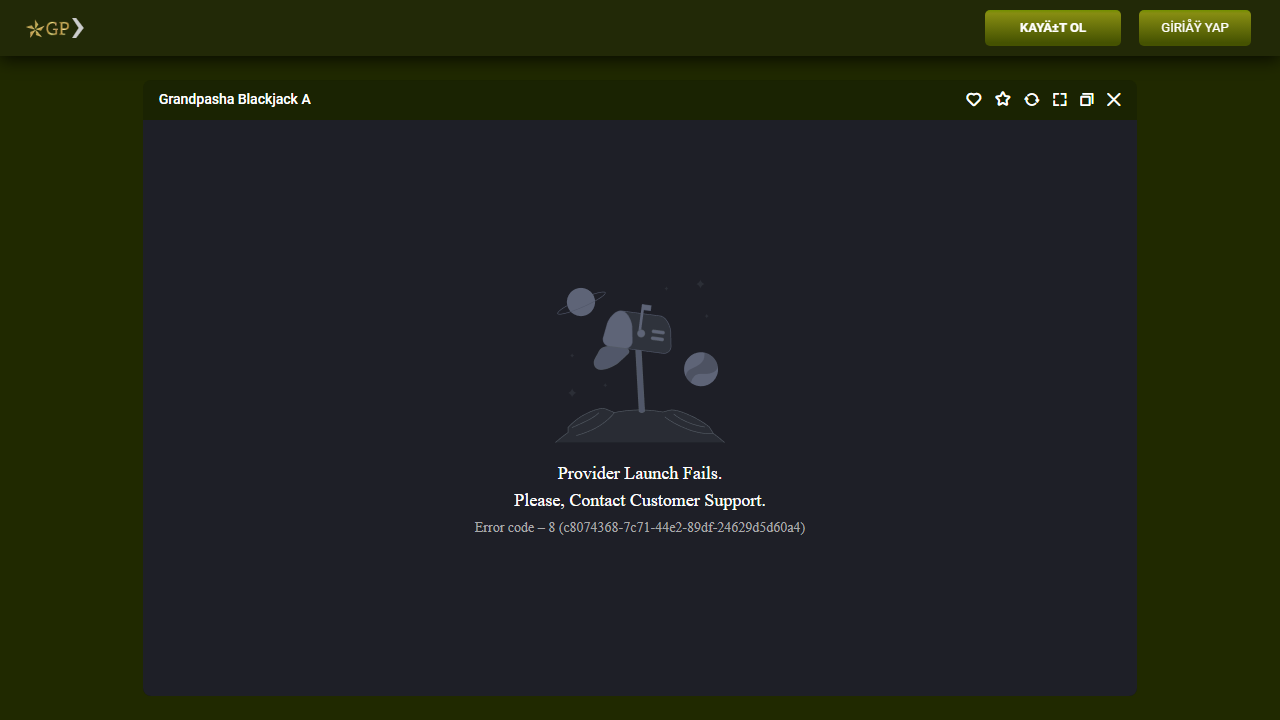 GP
KAYÄ±T OL
GİRİÅŸ YAP
Grandpasha Blackjack A
Provider Launch Fails.
Please, Contact Customer Support.
Error code – 8 (c8074368-7c71-44e2-89df-24629d5d60a4)